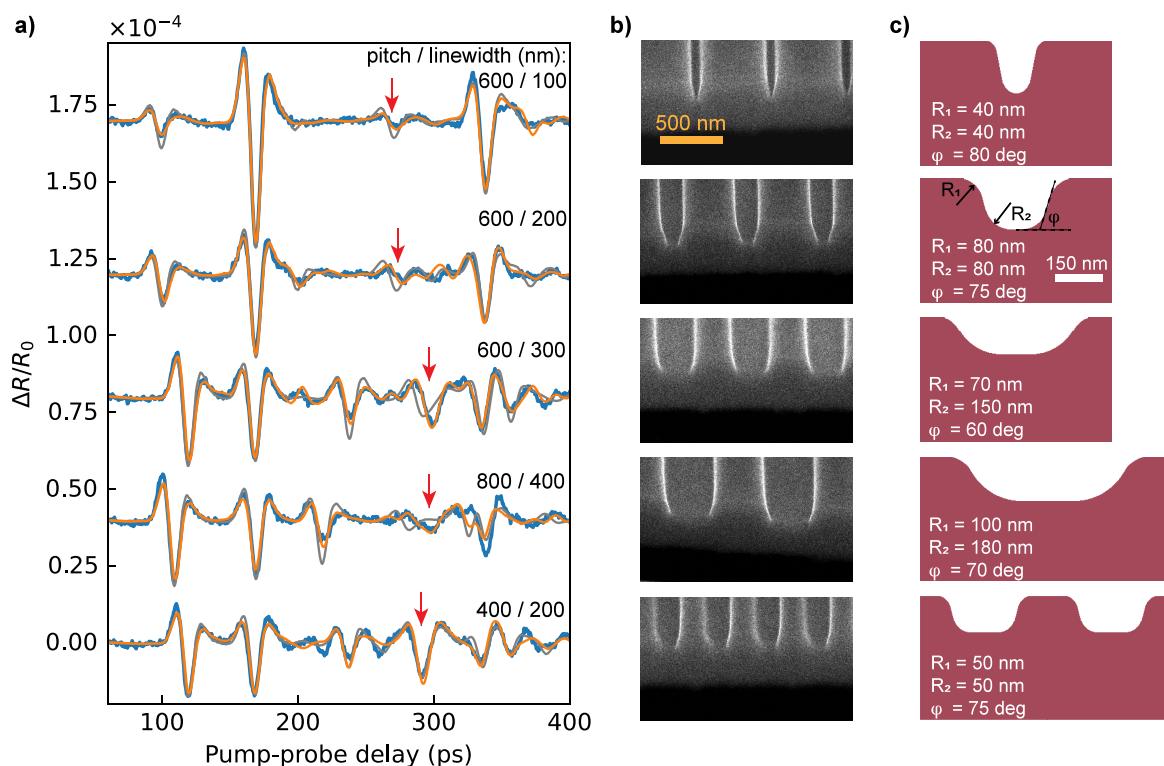 a)
×10⁻⁴
pitch / linewidth (nm):
600 / 100
600 / 200
600 / 300
800 / 400
400 / 200
1.75
1.50
1.25
1.00
0.75
0.50
0.25
0.00
ΔR/R₀
100
200
300
400
Pump-probe delay (ps)
b)
500 nm
c)
R₁ = 40 nm
R₂ = 40 nm
φ = 80 deg
R₁
R₂
φ
R₁ = 80 nm
R₂ = 80 nm
φ = 75 deg
150 nm
R₁ = 70 nm
R₂ = 150 nm
φ = 60 deg
R₁ = 100 nm
R₂ = 180 nm
φ = 70 deg
R₁ = 50 nm
R₂ = 50 nm
φ = 75 deg